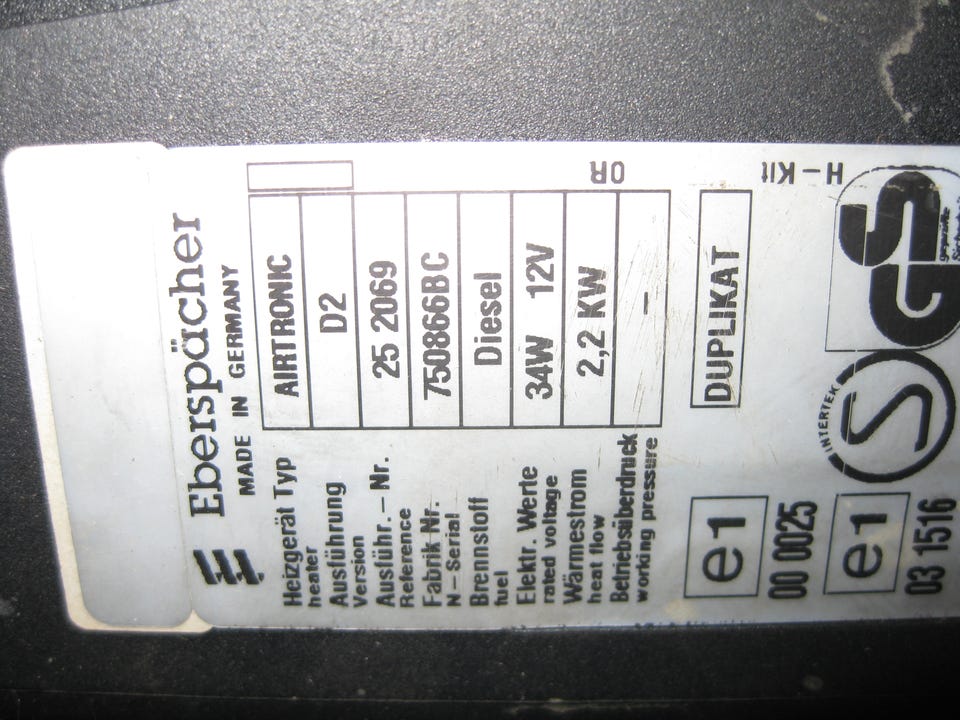 Eberspächer
MADE IN GERMANY
Heizgerät Typ AIRTRONIC
heater
Ausführung D2
Version
Ausführ.-Nr. 25 2069
Reference
Fabrik Nr. 750866BC
N-Serial
Brennstoff Diesel
fuel
Elektr. Werte 34W 12V
rated voltage
Wärmestrom 2,2 KW
heat flow
Betriebsüberdruck –
working pressure
OR
e1 DUPLIKAT
00 0025
H-Kit
INTERTEK
S
GS
geprüfte
e1
03 1516